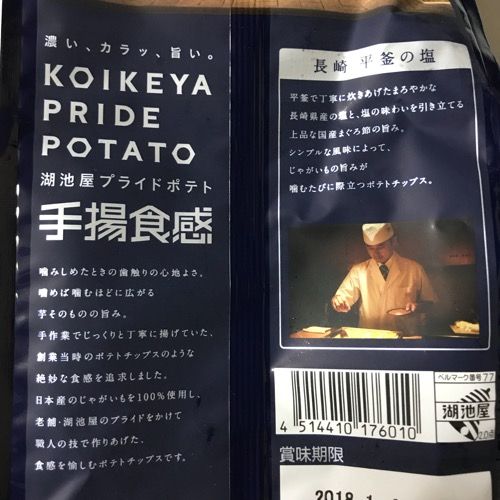 濃い、カラッ、旨い。
KOIKEYA
PRIDE
POTATO
湖池屋プライドポテト
手揚食感
噛みしめたときの歯触りの心地よさ。
噛めば噛むほどに広がる
芋そのものの旨み。
手作業でじっくりと丁寧に揚げていた、
創業当時のポテトチップスのような
絶妙な食感を追求しました。
日本産のじゃがいもを100%使用し、
老舗・湖池屋のプライドをかけて
職人の技で作りあげた、
食感を愉しむポテトチップスです。
長崎 平釜の塩
平釜で丁寧に炊きあげたまろやかな
長崎県産の塩と、塩の味わいを引き立てる
上品な国産まぐろ節の旨み。
シンプルな風味によって、
じゃがいもの旨みが
噛むたびに際立つポテトチップス。
ベルマーク番号77
湖池屋
2.0点
4 514410 176010
賞味期限
2018